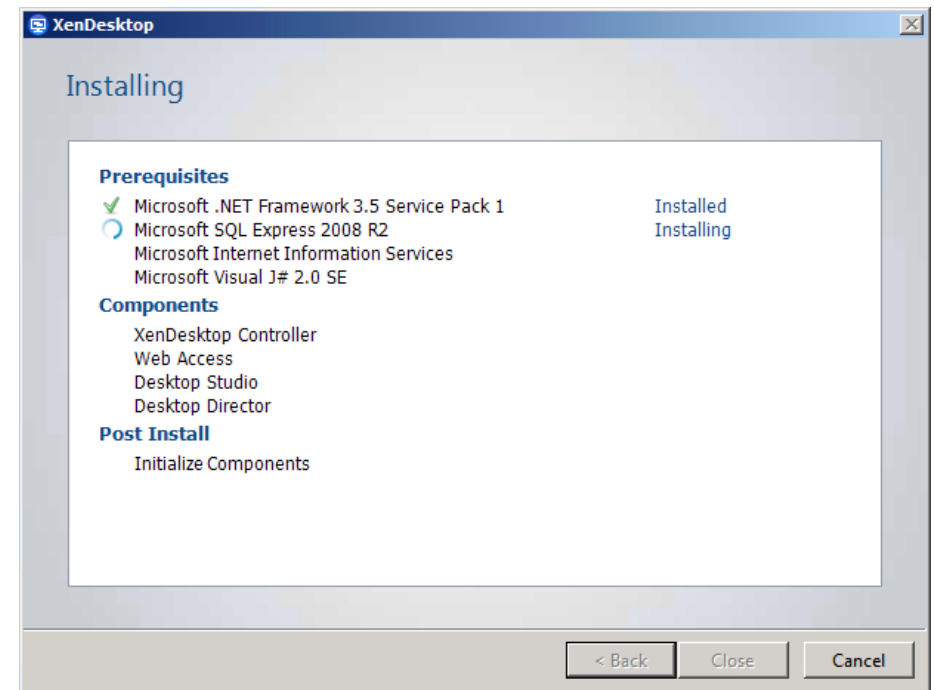 XenDesktop
Installing
Prerequisites
Microsoft .NET Framework 3.5 Service Pack 1 Installed
Microsoft SQL Express 2008 R2 Installing
Microsoft Internet Information Services
Microsoft Visual J# 2.0 SE
Components
XenDesktop Controller
Web Access
Desktop Studio
Desktop Director
Post Install
Initialize Components
< Back Close Cancel